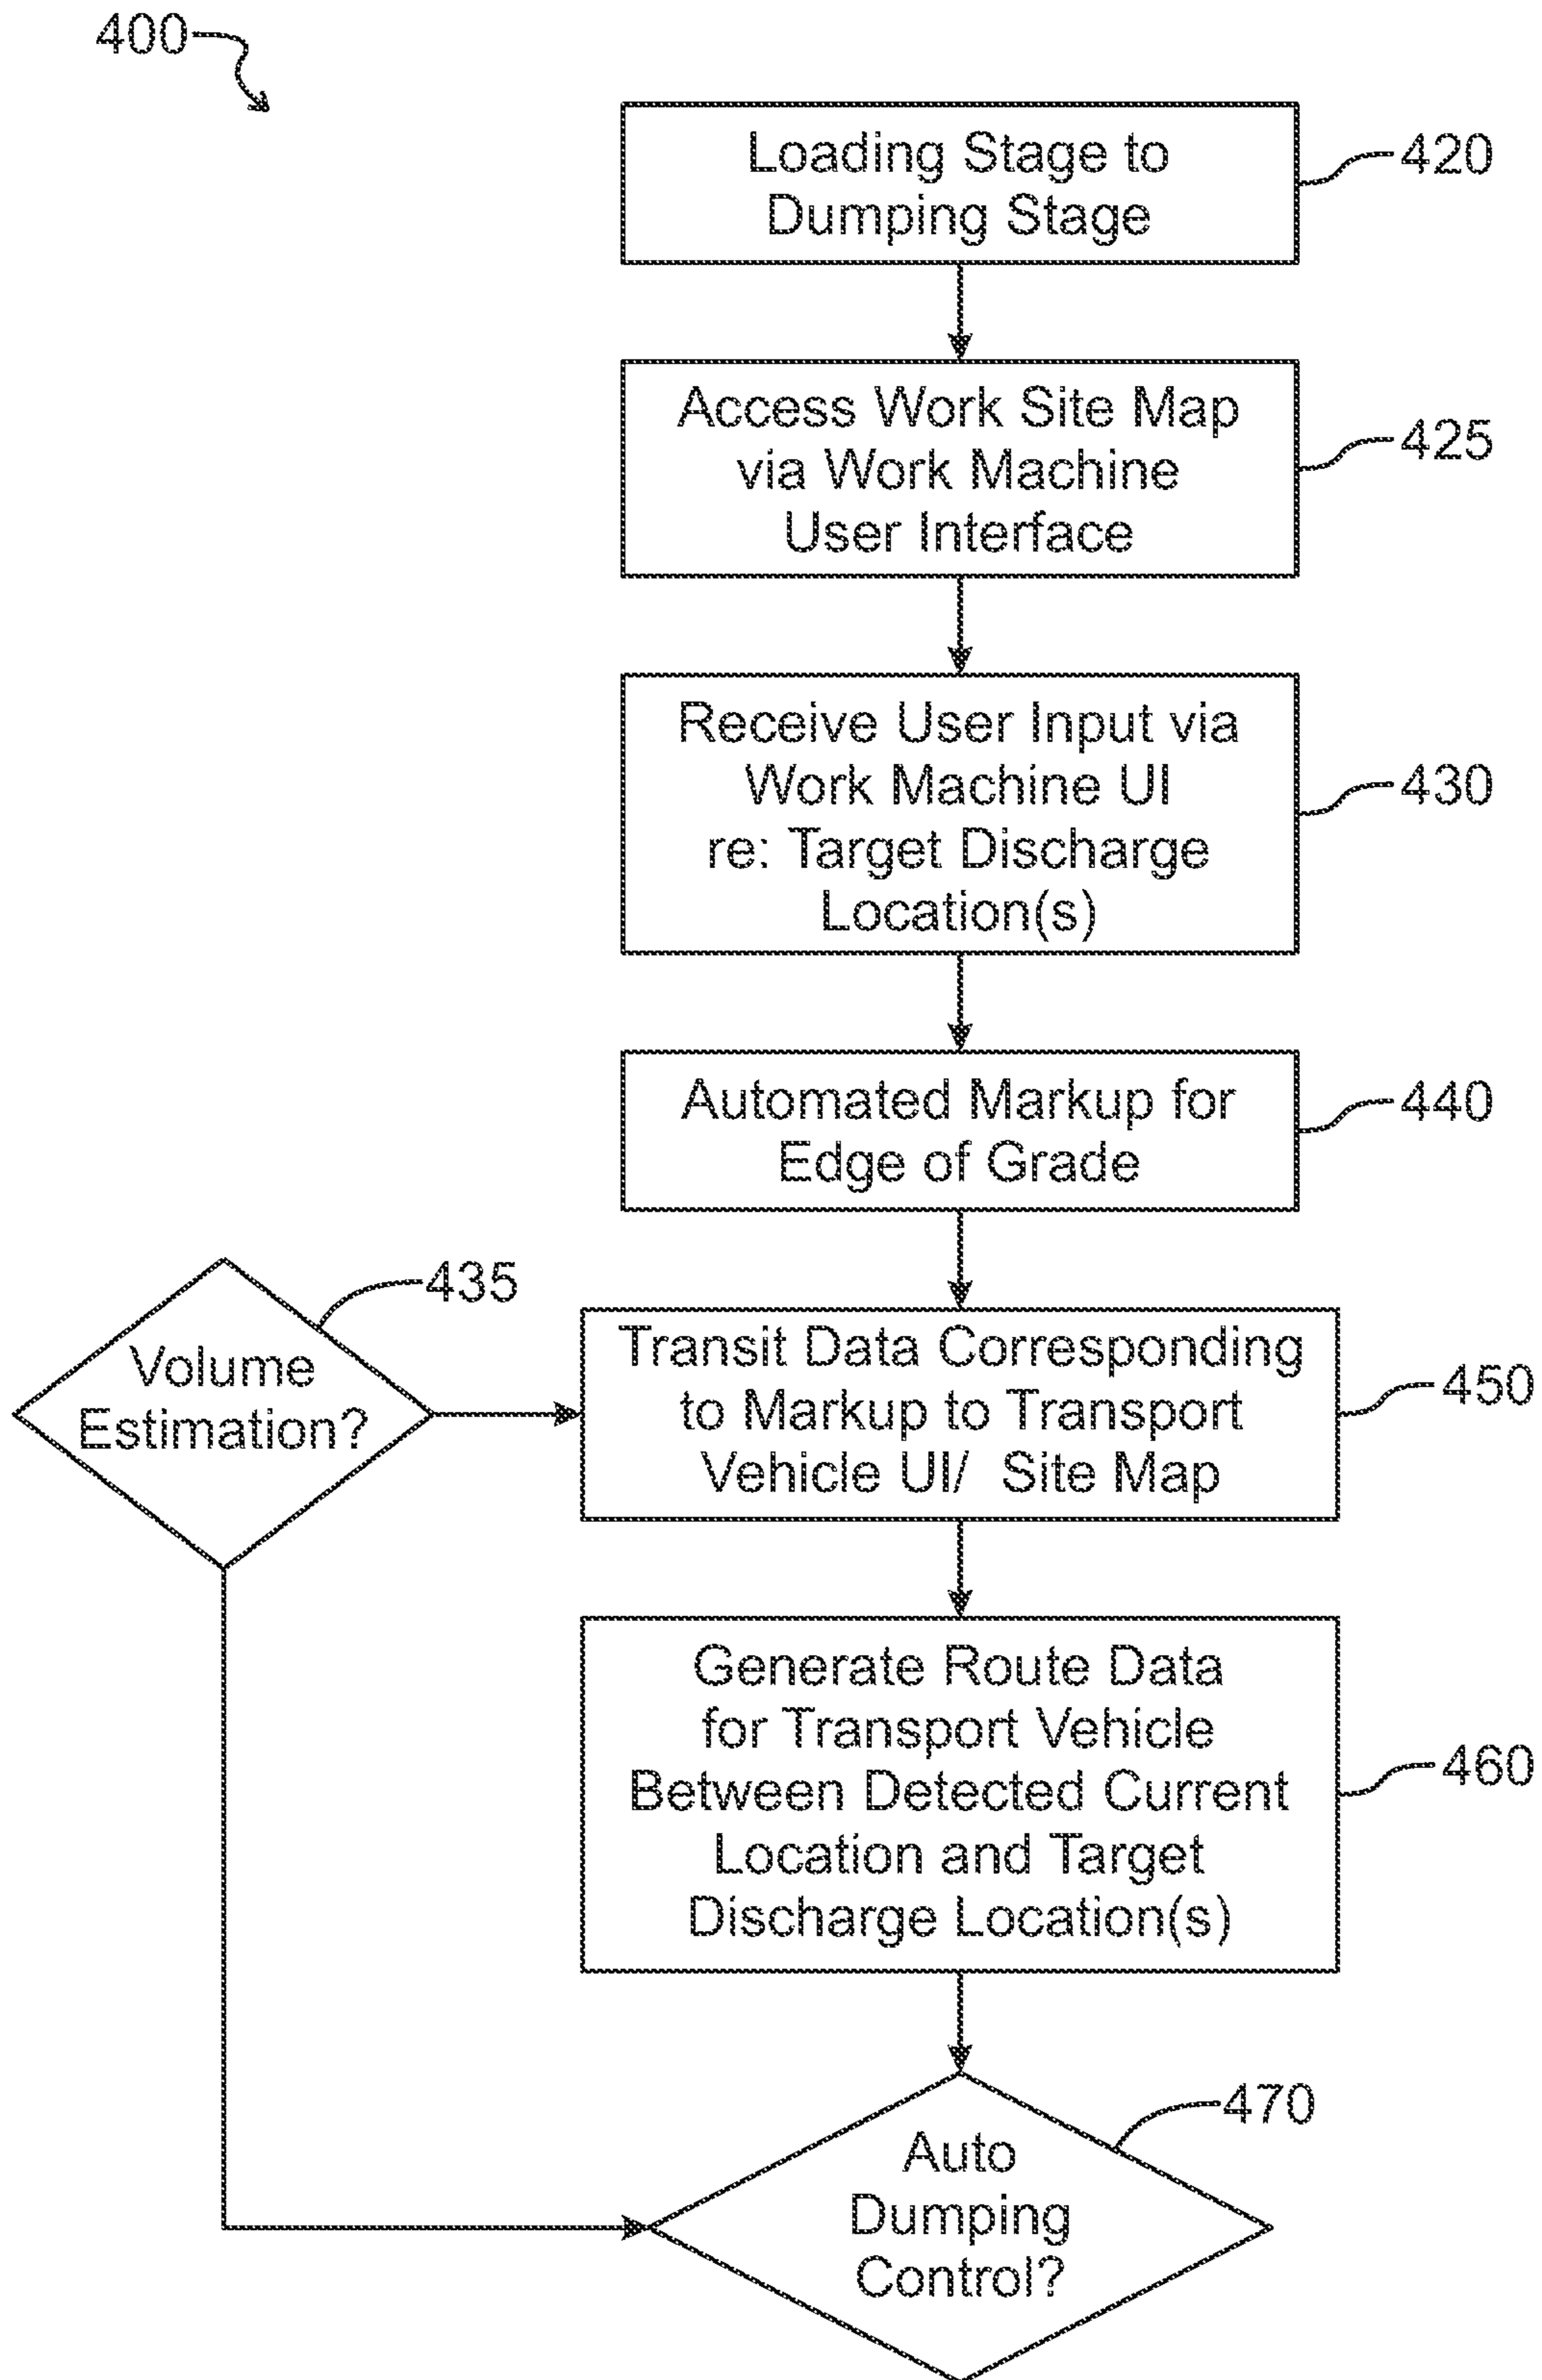 400
Loading Stage to
Dumping Stage
420
Access Work Site Map
via Work Machine
User Interface
425
Receive User Input via
Work Machine UI
re: Target Discharge
Location(s)
430
Automated Markup for
Edge of Grade
440
Volume
Estimation?
435
Transit Data Corresponding
to Markup to Transport
Vehicle UI/ Site Map
450
Generate Route Data
for Transport Vehicle
Between Detected Current
Location and Target
Discharge Location(s)
460
Auto
Dumping
Control?
470